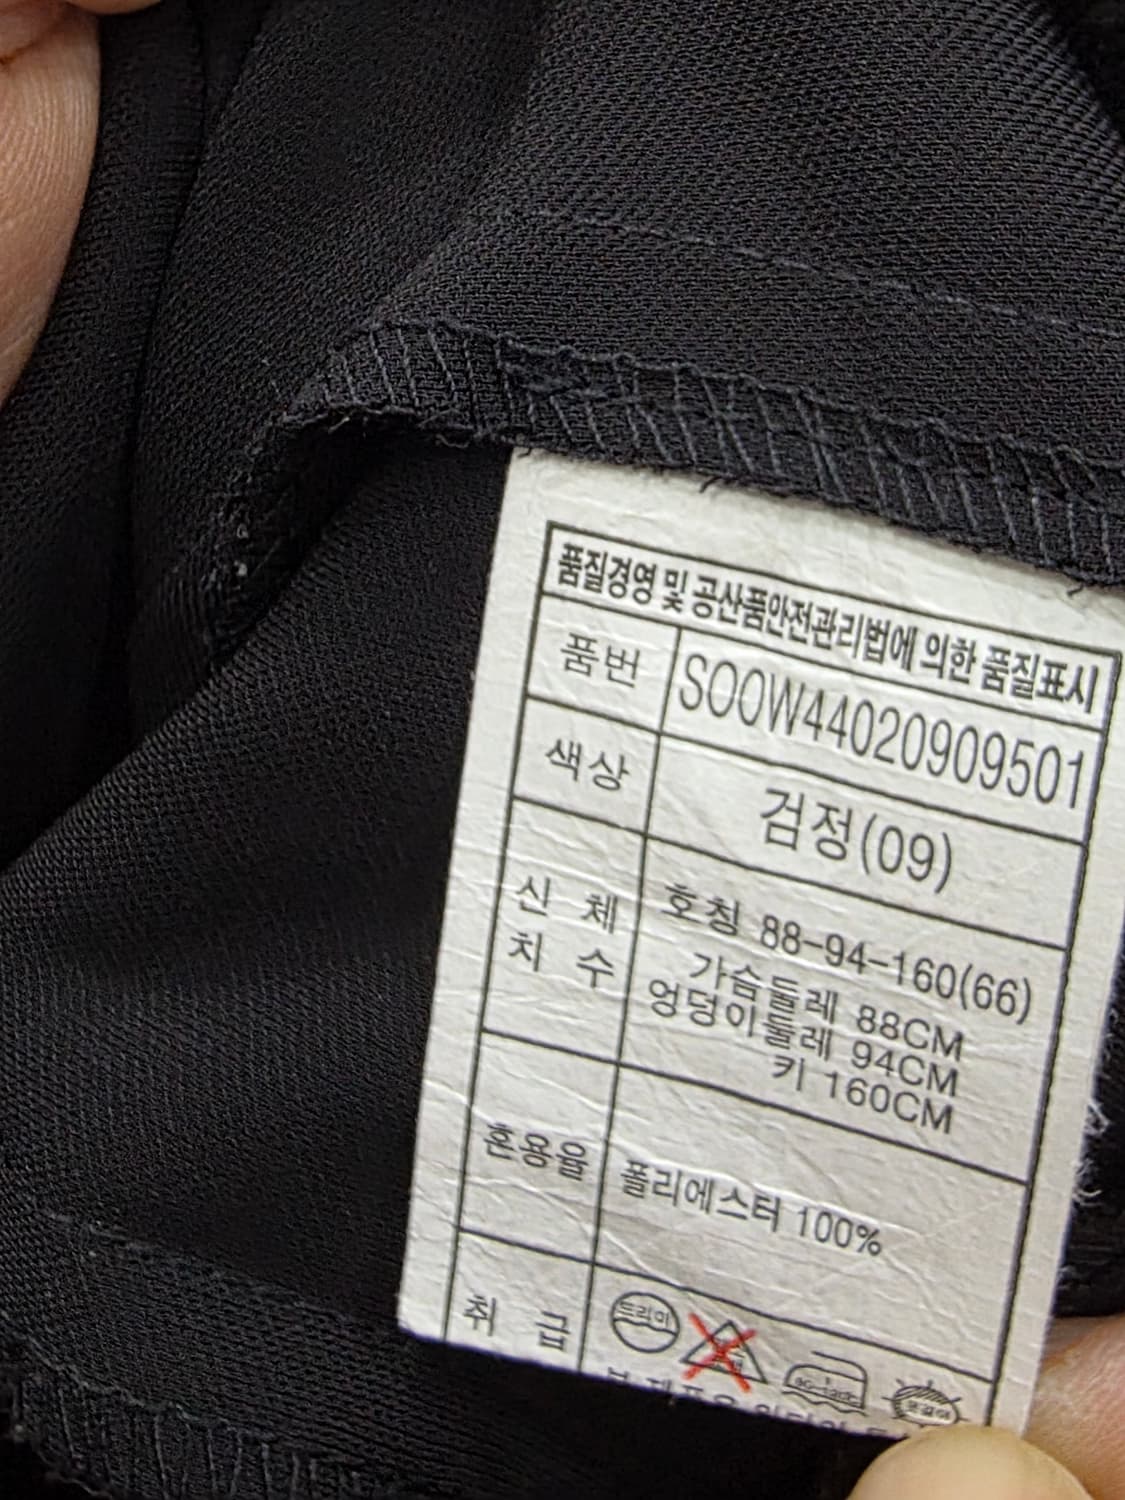 품질경영 및 공산품안전관리법에 의한 품질표시
품번 SOOW44020909501
색상 검정(09)
신체 호칭 88-94-160(66)
치수 가슴둘레 88CM
엉덩이둘레 94CM
키 160CM
혼용율 폴리에스터 100%
취급 드라이